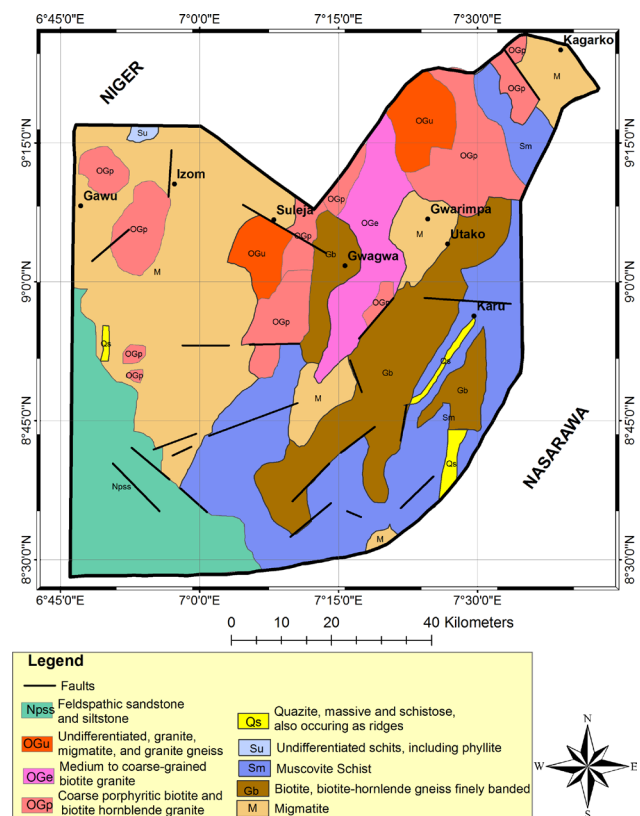 6°45'0"E 7°0'0"E 7°15'0"E 7°30'0"E
Kagarko
OGp
M
NIGER
OGp
OGu
Su
9°15'0"N
9°15'0"N
Sm
OGp
OGp
Izom
OGp
Gawu
Suleja
OGe
Gwarimpa
OGp
OGp
M
Utako
OGu
Gb
Gwagwa
M
9°0'0"N
9°0'0"N
OGp
Karu
OGp
Qs
OGp
Qs
OGp
Gb
Gb
M
Sm
8°45'0"N
8°45'0"N
NASARAWA
Qs
Npss
M
8°30'0"N
8°30'0"N
6°45'0"E 7°0'0"E 7°15'0"E 7°30'0"E
0 10 20 40 Kilometers
Legend
Faults
Npss Feldspathic sandstone
and siltstone
OGu Undifferentiated, granite,
migmatite, and granite gneiss
OGe Medium to coarse-grained
biotite granite
OGp Coarse porphyritic biotite and
biotite hornblende granite
Qs Quazite, massive and schistose,
also occuring as ridges
Su Undifferentiated schits, including phyllite
Sm Muscovite Schist
Gb Biotite, biotite-hornlende gneiss finely banded
M Migmatite
N
W E
S